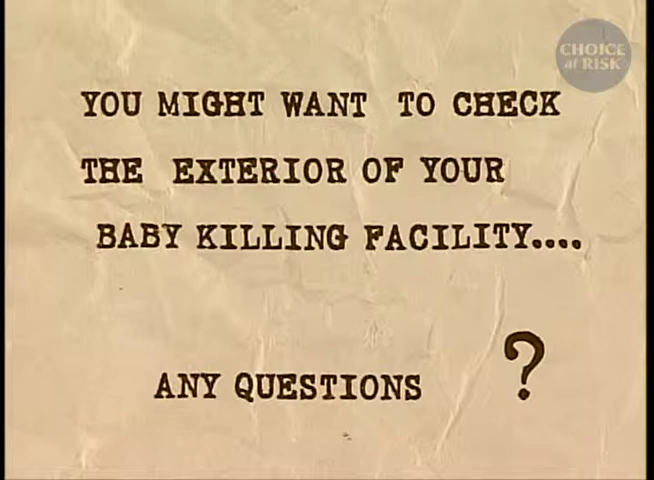 CHOICE
at RISK
YOU MIGHT WANT TO CHECK
THE EXTERIOR OF YOUR
BABY KILLING FACILITY....
ANY QUESTIONS ?